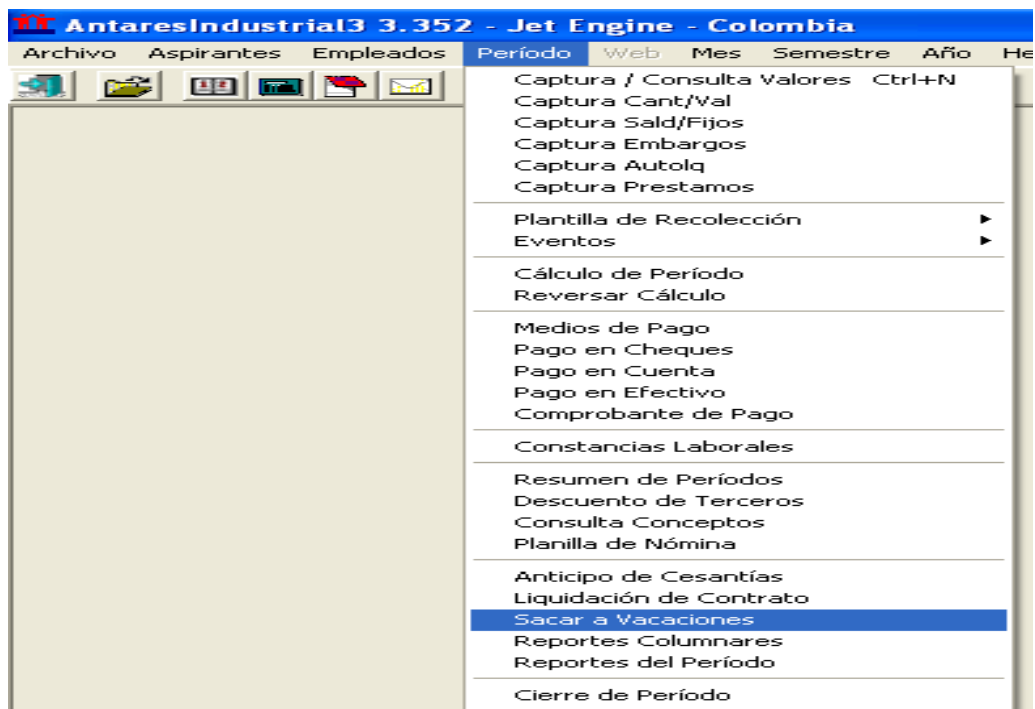 AntaresIndustrial3 3.352 - Jet Engine - Colombia
Archivo Aspirantes Empleados Período Web Mes Semestre Año He
Captura / Consulta Valores Ctrl+N
Captura Cant/Val
Captura Sald/Fijos
Captura Embargos
Captura Autolq
Captura Prestamos
Plantilla de Recolección
Eventos
Cálculo de Período
Reversar Cálculo
Medios de Pago
Pago en Cheques
Pago en Cuenta
Pago en Efectivo
Comprobante de Pago
Constancias Laborales
Resumen de Períodos
Descuento de Terceros
Consulta Conceptos
Planilla de Nómina
Anticipo de Cesantías
Liquidación de Contrato
Sacar a Vacaciones
Reportes Columnares
Reportes del Período
Cierre de Período